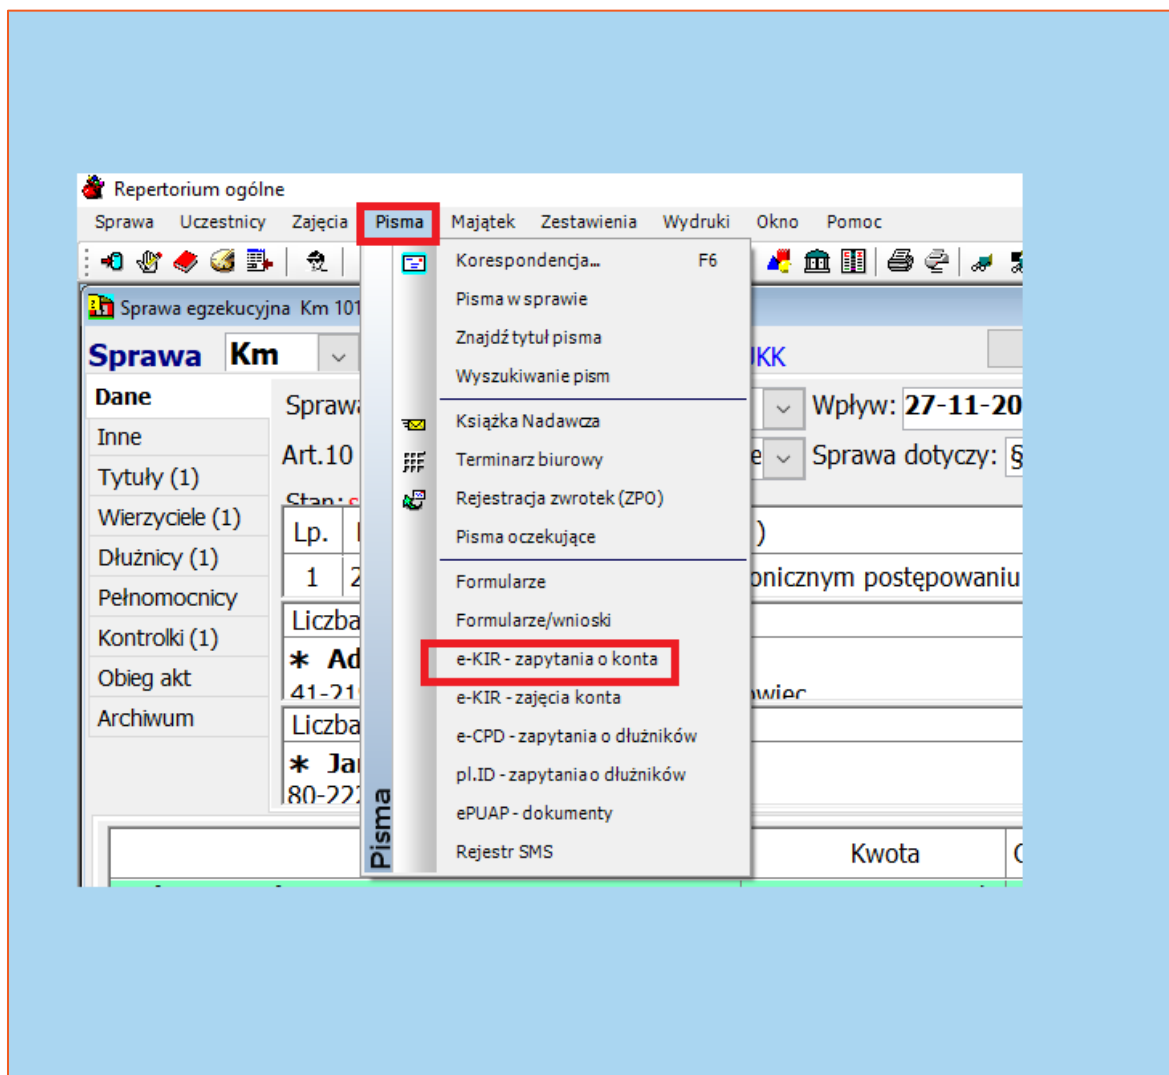 Repertorium ogólne
Sprawa Uczestnicy Zajęcia Pisma Majątek Zestawienia Wydruki Okno Pomoc
Sprawa egzekucyjna Km 101
Sprawa Km
Dane
Inne
Tytuły (1)
Wierzyciele (1)
Dłużnicy (1)
Pełnomocnicy
Kontrolki (1)
Obieg akt
Archiwum
Art.10
Lp.
1
Liczba
41-21
Liczba
80-222
Korespondencja... F6
Pisma w sprawie
Znajdź tytuł pisma
Wyszukiwanie pism
Książka Nadawcza
Terminarz biurowy
Rejestracja zwrotek (ZPO)
Pisma oczekujące
Formularze
Formularze/wnioski
e-KIR - zapytania o konta
e-KIR - zajęcia konta
e-CPD - zapytania o dłużników
pl.ID - zapytania o dłużników
ePUAP - dokumenty
Rejestr SMS
Pisma
Wpływ: 27-11-20
Sprawa dotyczy: §
postępowaniu
Kwota